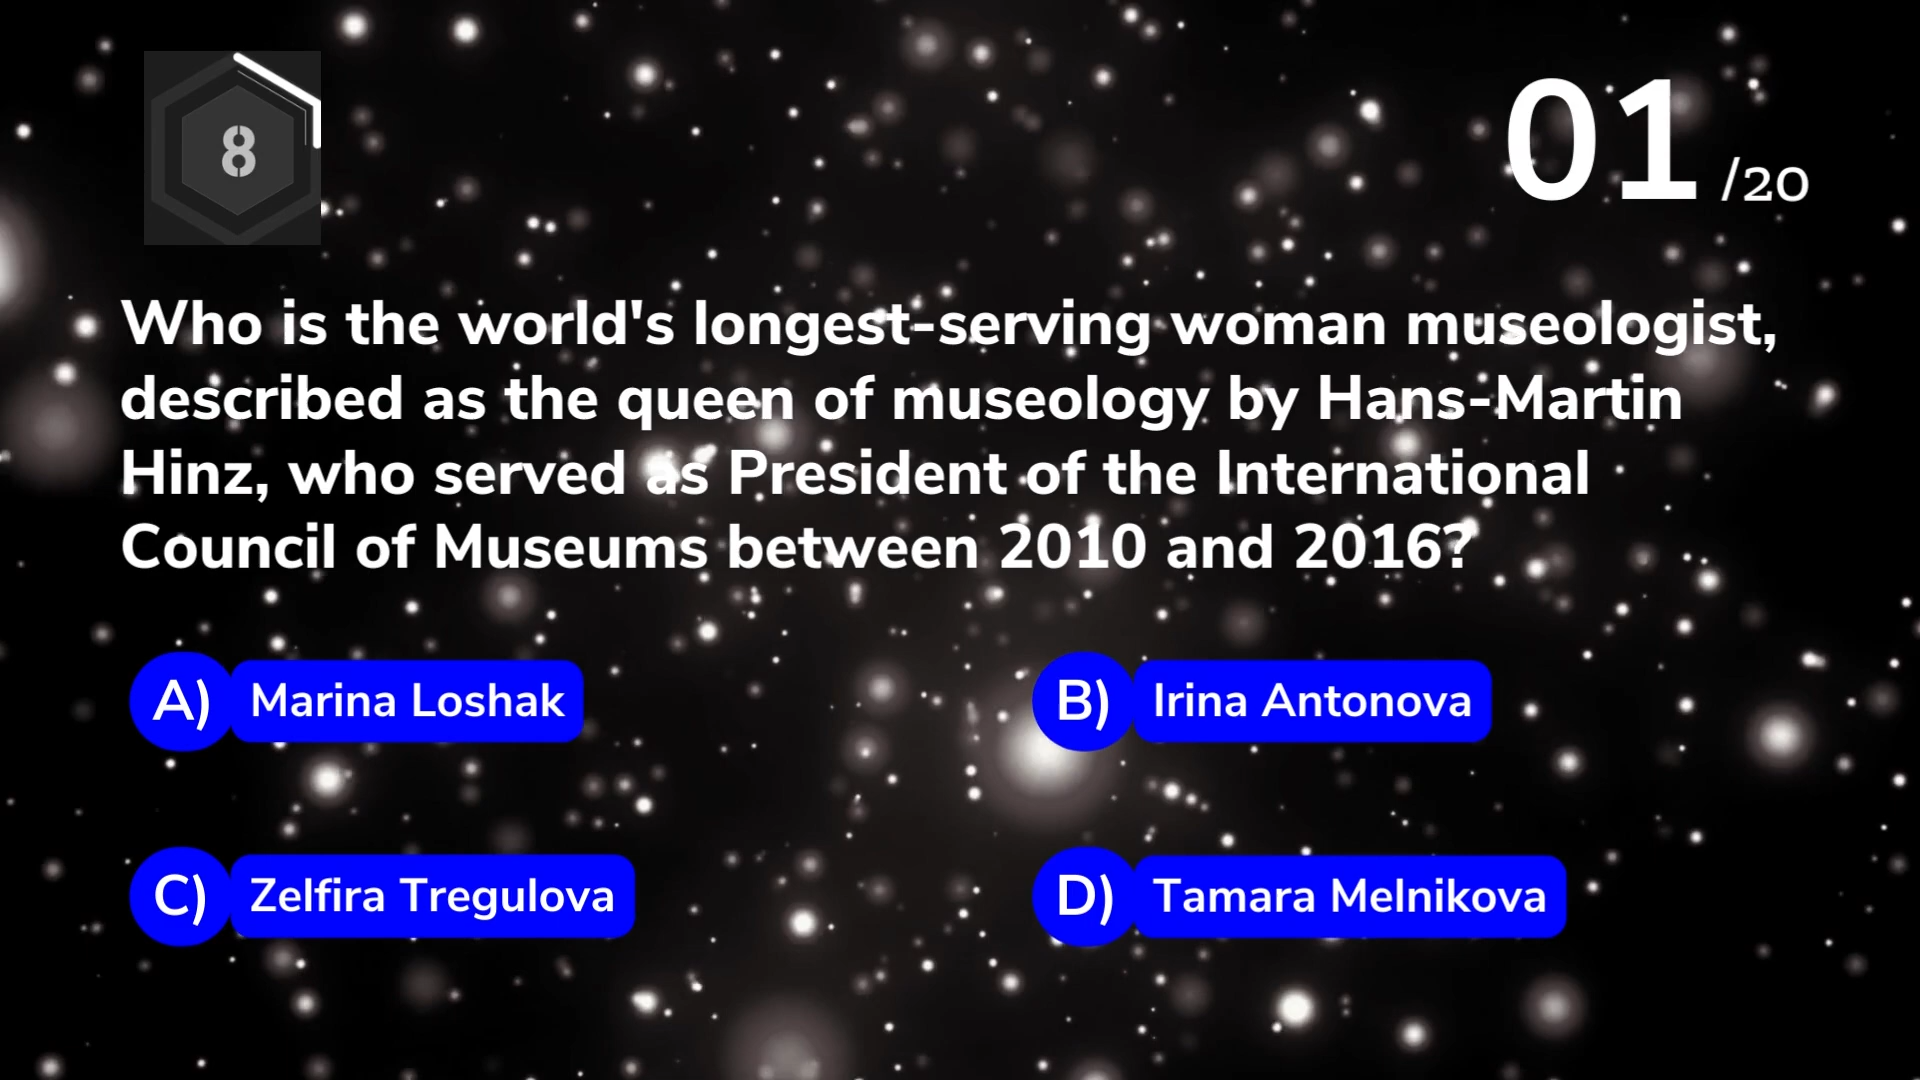 8
01 /20
Who is the world's longest-serving woman museologist,
described as the queen of museology by Hans-Martin
Hinz, who served as President of the International
Council of Museums between 2010 and 2016?
A) Marina Loshak
B) Irina Antonova
C) Zelfira Tregulova
D) Tamara Melnikova